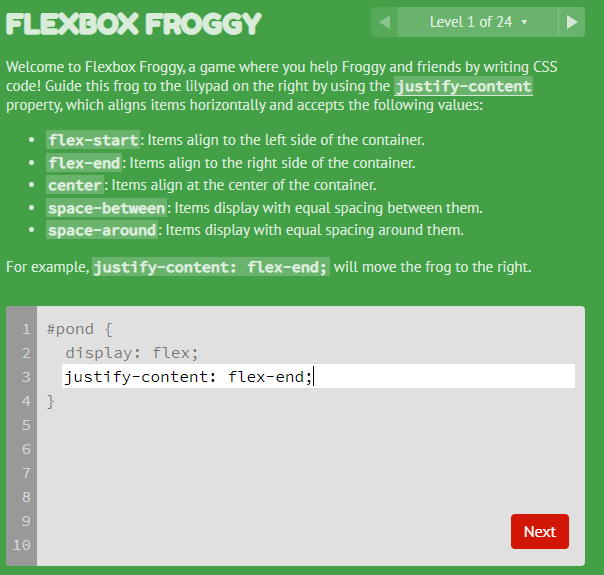 FLEXBOX FROGGY
Level 1 of 24
Welcome to Flexbox Froggy, a game where you help Froggy and friends by writing CSS
code! Guide this frog to the lilypad on the right by using the justify-content
property, which aligns items horizontally and accepts the following values:
• flex-start: Items align to the left side of the container.
• flex-end: Items align to the right side of the container.
• center: Items align at the center of the container.
• space-between: Items display with equal spacing between them.
• space-around: Items display with equal spacing around them.
For example, justify-content: flex-end; will move the frog to the right.
1 #pond {
2 display: flex;
3 justify-content: flex-end;
4 }
5
6
7
8
9
10
Next